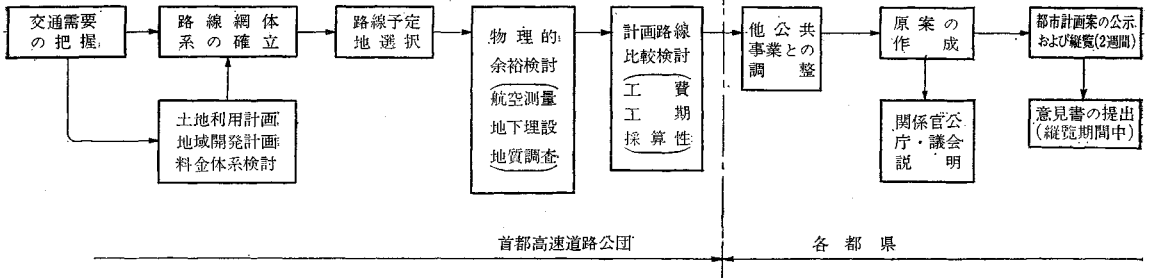 交通需要
の把握
路線網体
系の確立
路線予定
地選択
物理的
余裕検討
(航空測量
地下埋設
地質調査)
計画路線
比較検討
(工費
工期
採算性)
他公共
事業との
調整
原案の
作成
都市計画案の公示
および縦覧(2週間)
土地利用計画
地域開発計画
料金体系検討
関係官公
庁・議会
説明
意見書の提出
(縦覧期間中)
首都高速道路公団
各都県